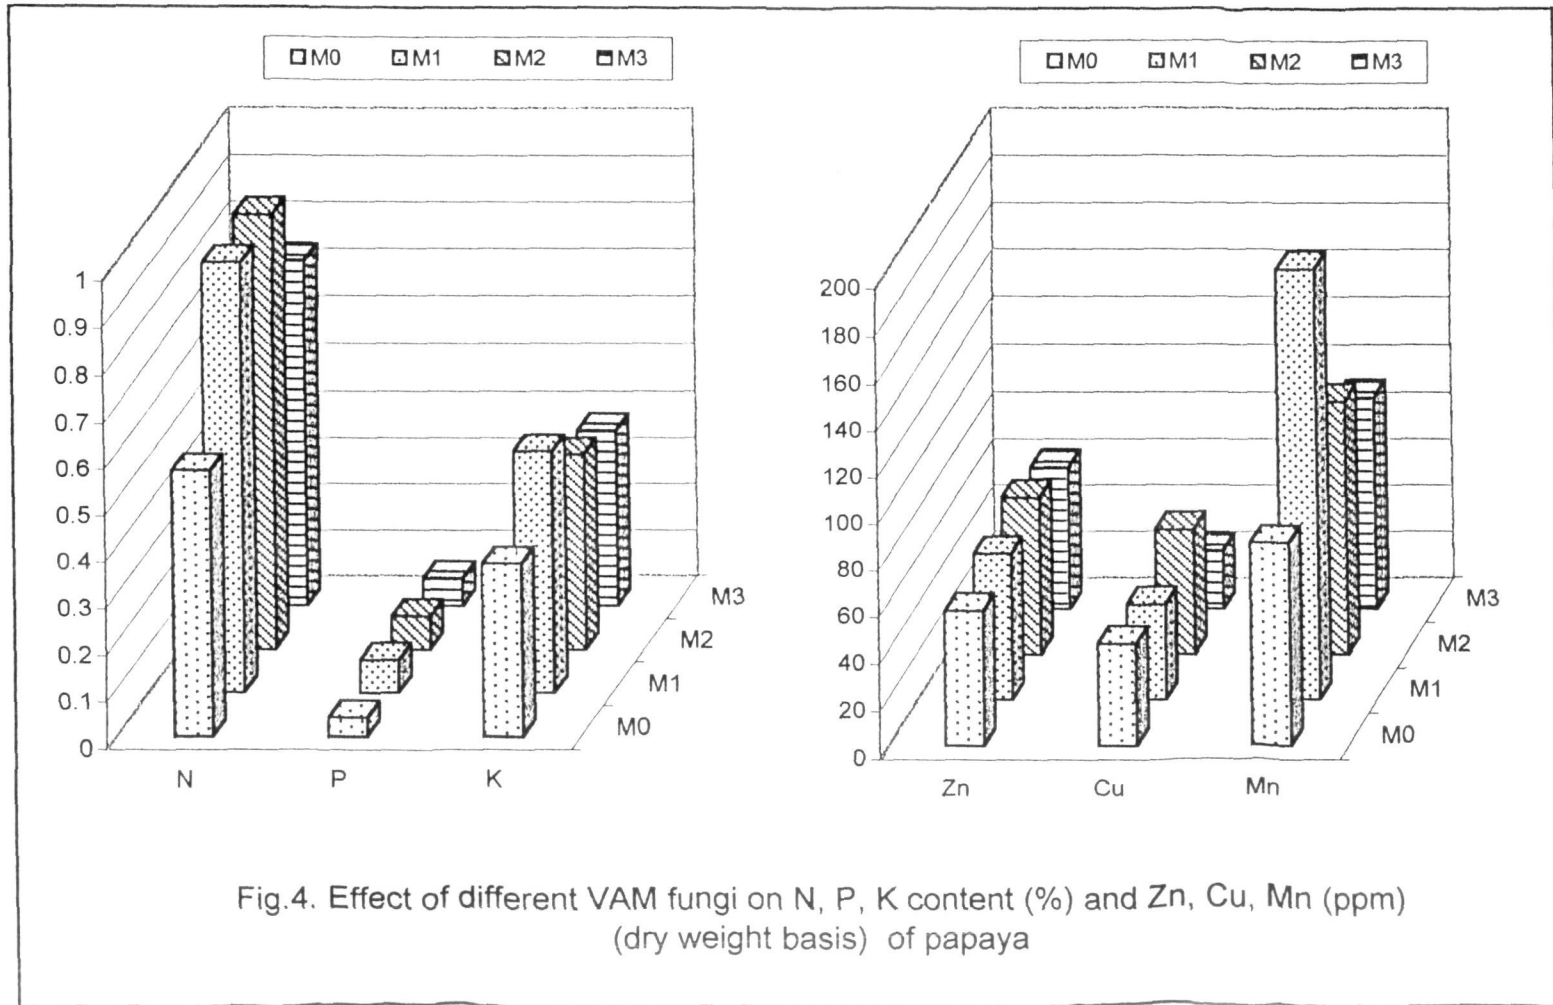 M0 M1 M2 M3
1
0.9
0.8
0.7
0.6
0.5
0.4
0.3
0.2
0.1
0
N P K
M0
M1
M2
M3
M0 M1 M2 M3
200
180
160
140
120
100
80
60
40
20
0
Zn Cu Mn
M0
M1
M2
M3
Fig.4. Effect of different VAM fungi on N, P, K content (%) and Zn, Cu, Mn (ppm)
(dry weight basis) of papaya